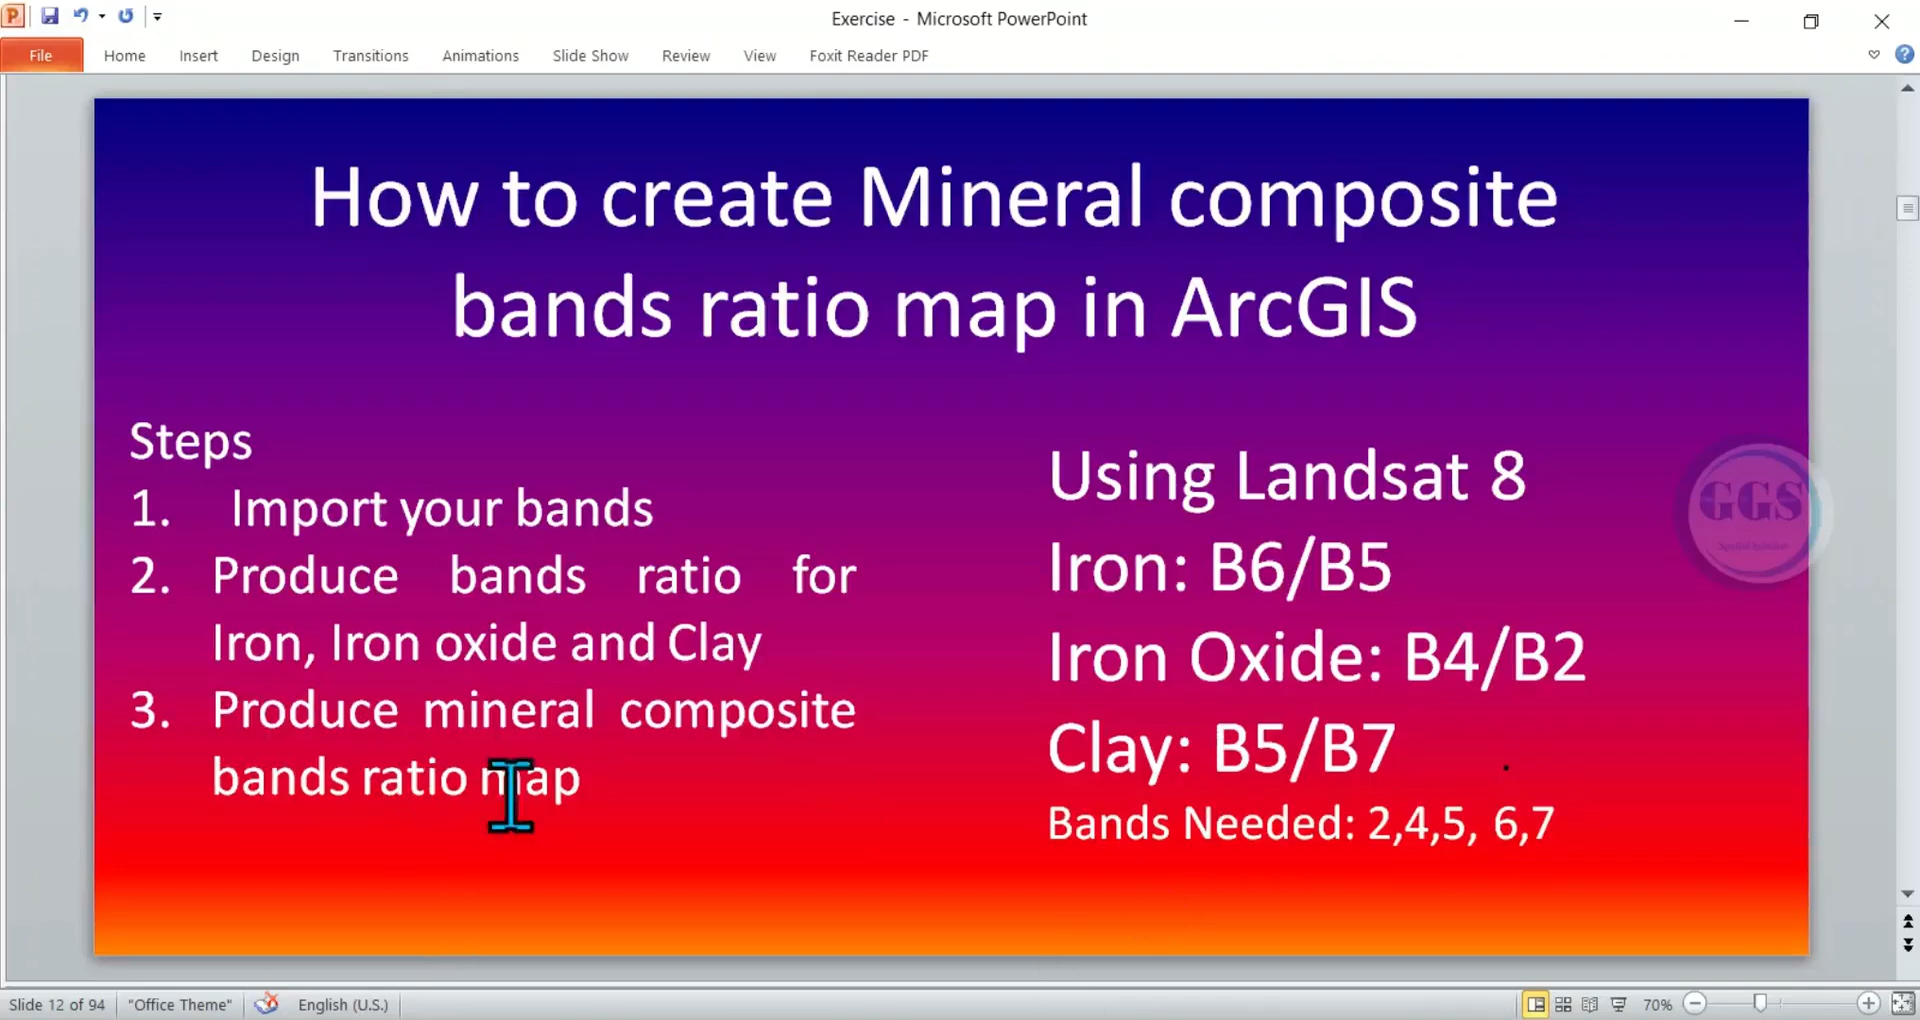 Exercise - Microsoft PowerPoint
File Home Insert Design Transitions Animations Slide Show Review View Foxit Reader PDF
How to create Mineral composite
bands ratio map in ArcGIS
Steps
1. Import your bands
2. Produce bands ratio for
Iron, Iron oxide and Clay
3. Produce mineral composite
bands ratio map
Using Landsat 8
Iron: B6/B5
Iron Oxide: B4/B2
Clay: B5/B7
Bands Needed: 2,4,5, 6,7
GGS
Slide 12 of 94 "Office Theme" English (U.S.) 70%